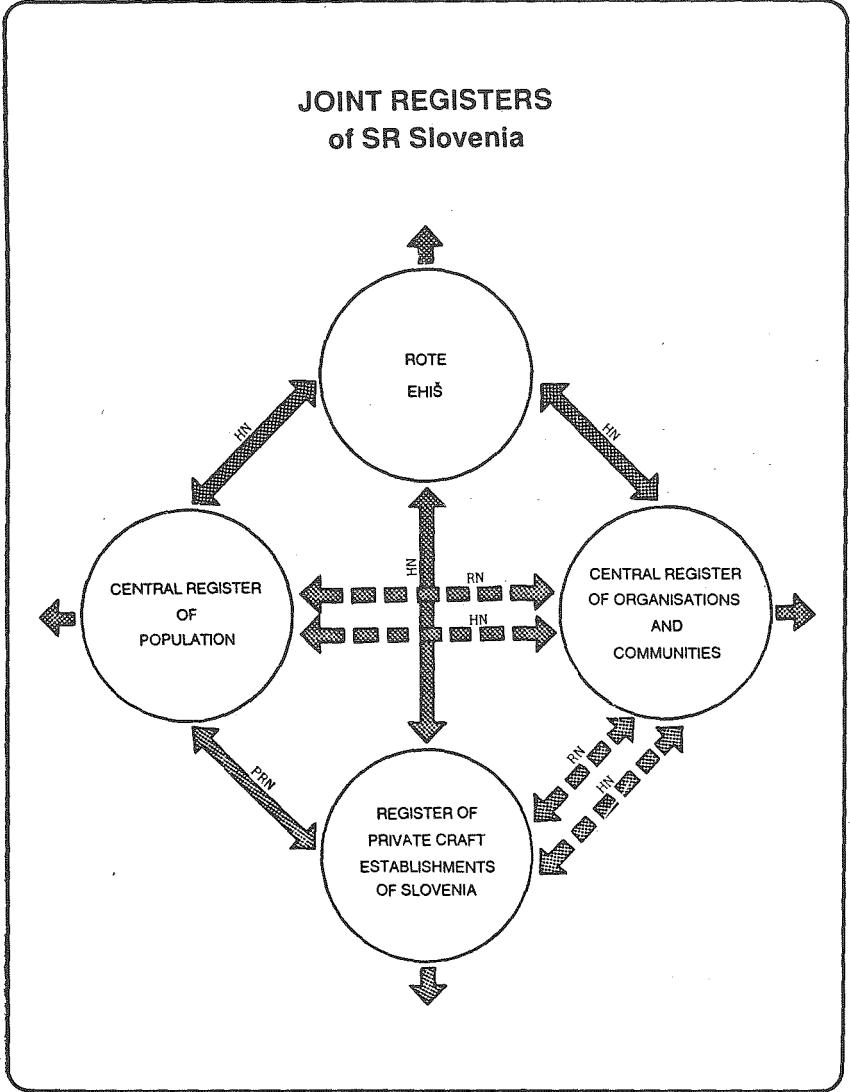 JOINT REGISTERS
of SR Slovenia
ROTE
EHIŠ
HN
HN
HN
CENTRAL REGISTER
OF
POPULATION
RN
HN
CENTRAL REGISTER
OF ORGANISATIONS
AND
COMMUNITIES
PRN
RN
HN
REGISTER OF
PRIVATE CRAFT
ESTABLISHMENTS
OF SLOVENIA